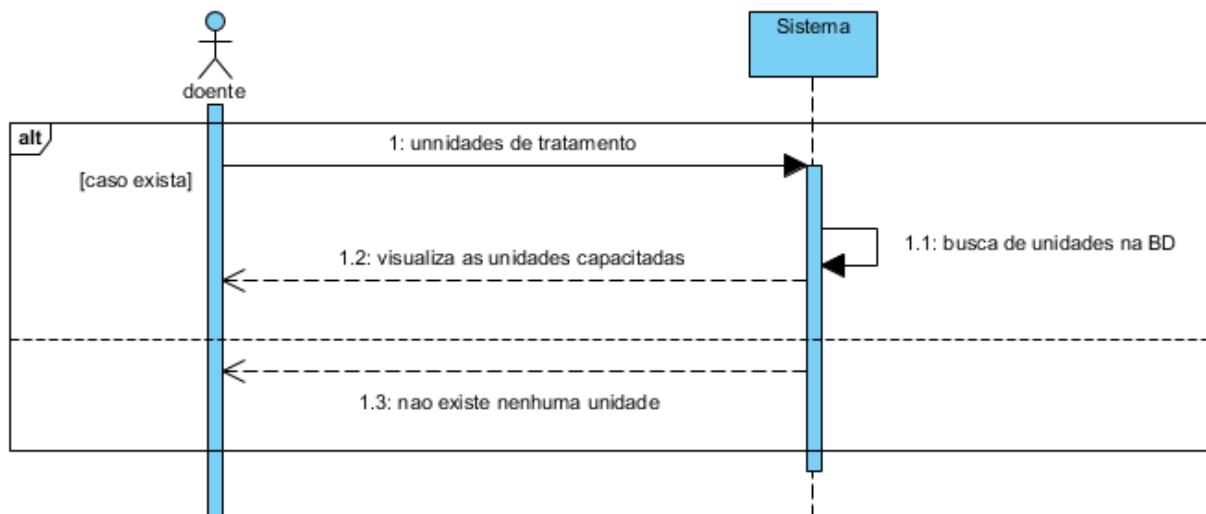 Sistema
doente
alt
1: unnidades de tratamento
[caso exista]
1.1: busca de unidades na BD
1.2: visualiza as unidades capacitadas
1.3: nao existe nenhuma unidade